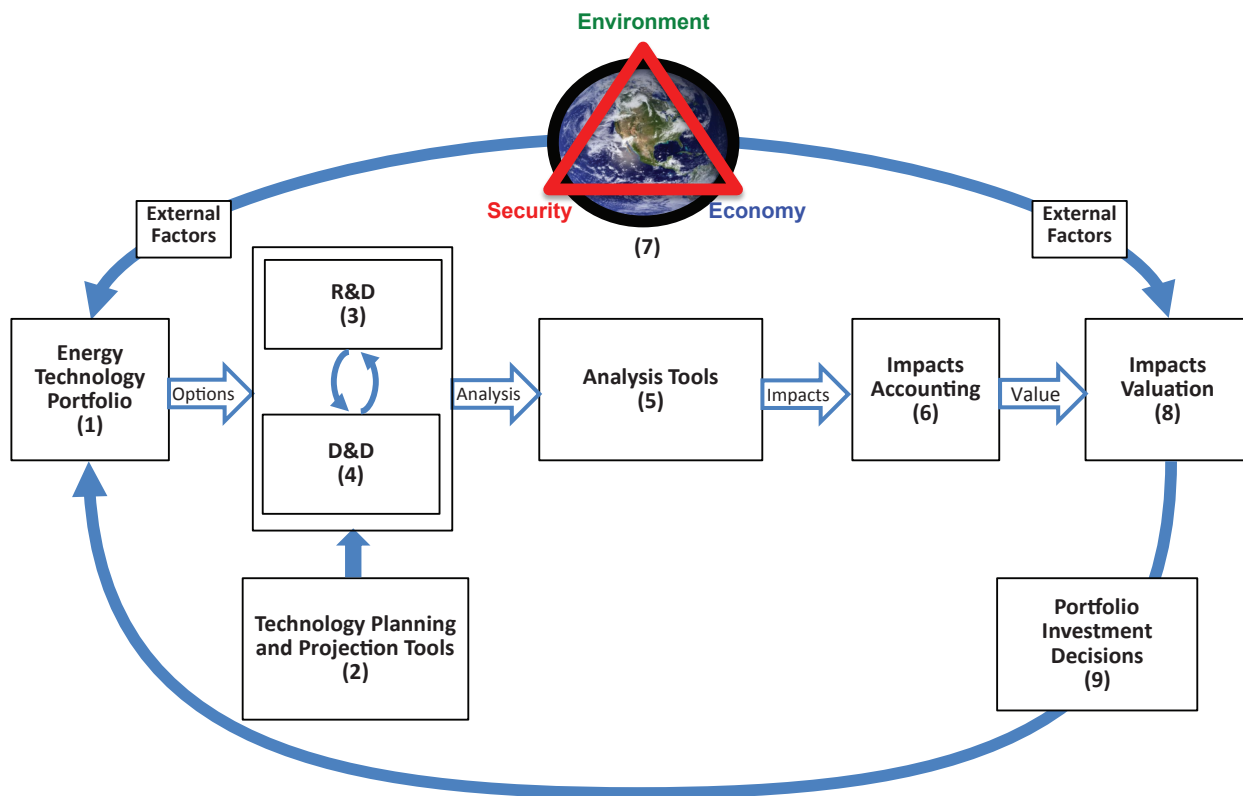 Environment
Security
Economy
(7)
External
Factors
External
Factors
Energy
Technology
Portfolio
(1)
Options
R&D
(3)
D&D
(4)
Analysis
Analysis Tools
(5)
Impacts
Impacts
Accounting
(6)
Value
Impacts
Valuation
(8)
Technology Planning
and Projection Tools
(2)
Portfolio
Investment
Decisions
(9)